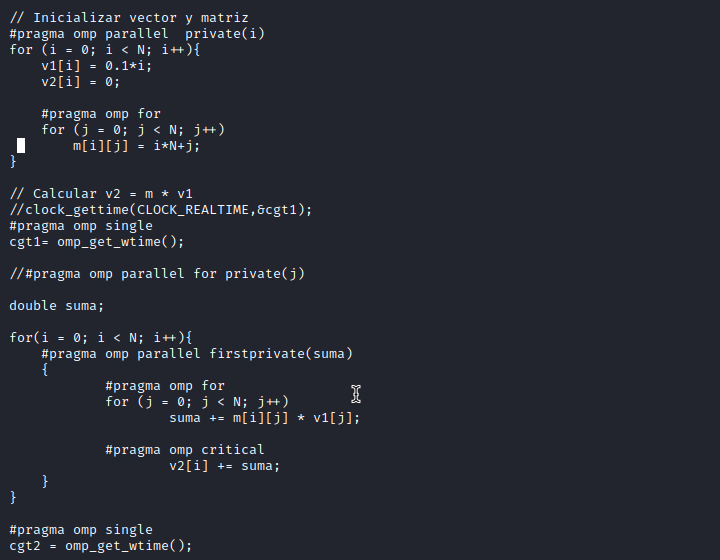 // Inicializar vector y matriz
#pragma omp parallel  private(i)
for (i = 0; i < N; i++){
    v1[i] = 0.1*i;
    v2[i] = 0;

    #pragma omp for
    for (j = 0; j < N; j++)
        m[i][j] = i*N+j;
}

// Calcular v2 = m * v1
//clock_gettime(CLOCK_REALTIME,&cgt1);
#pragma omp single
cgt1= omp_get_wtime();

//#pragma omp parallel for private(j)

double suma;

for(i = 0; i < N; i++){
    #pragma omp parallel firstprivate(suma)
    {
            #pragma omp for
            for (j = 0; j < N; j++)
                    suma += m[i][j] * v1[j];

            #pragma omp critical
                    v2[i] += suma;
    }
}

#pragma omp single
cgt2 = omp_get_wtime();